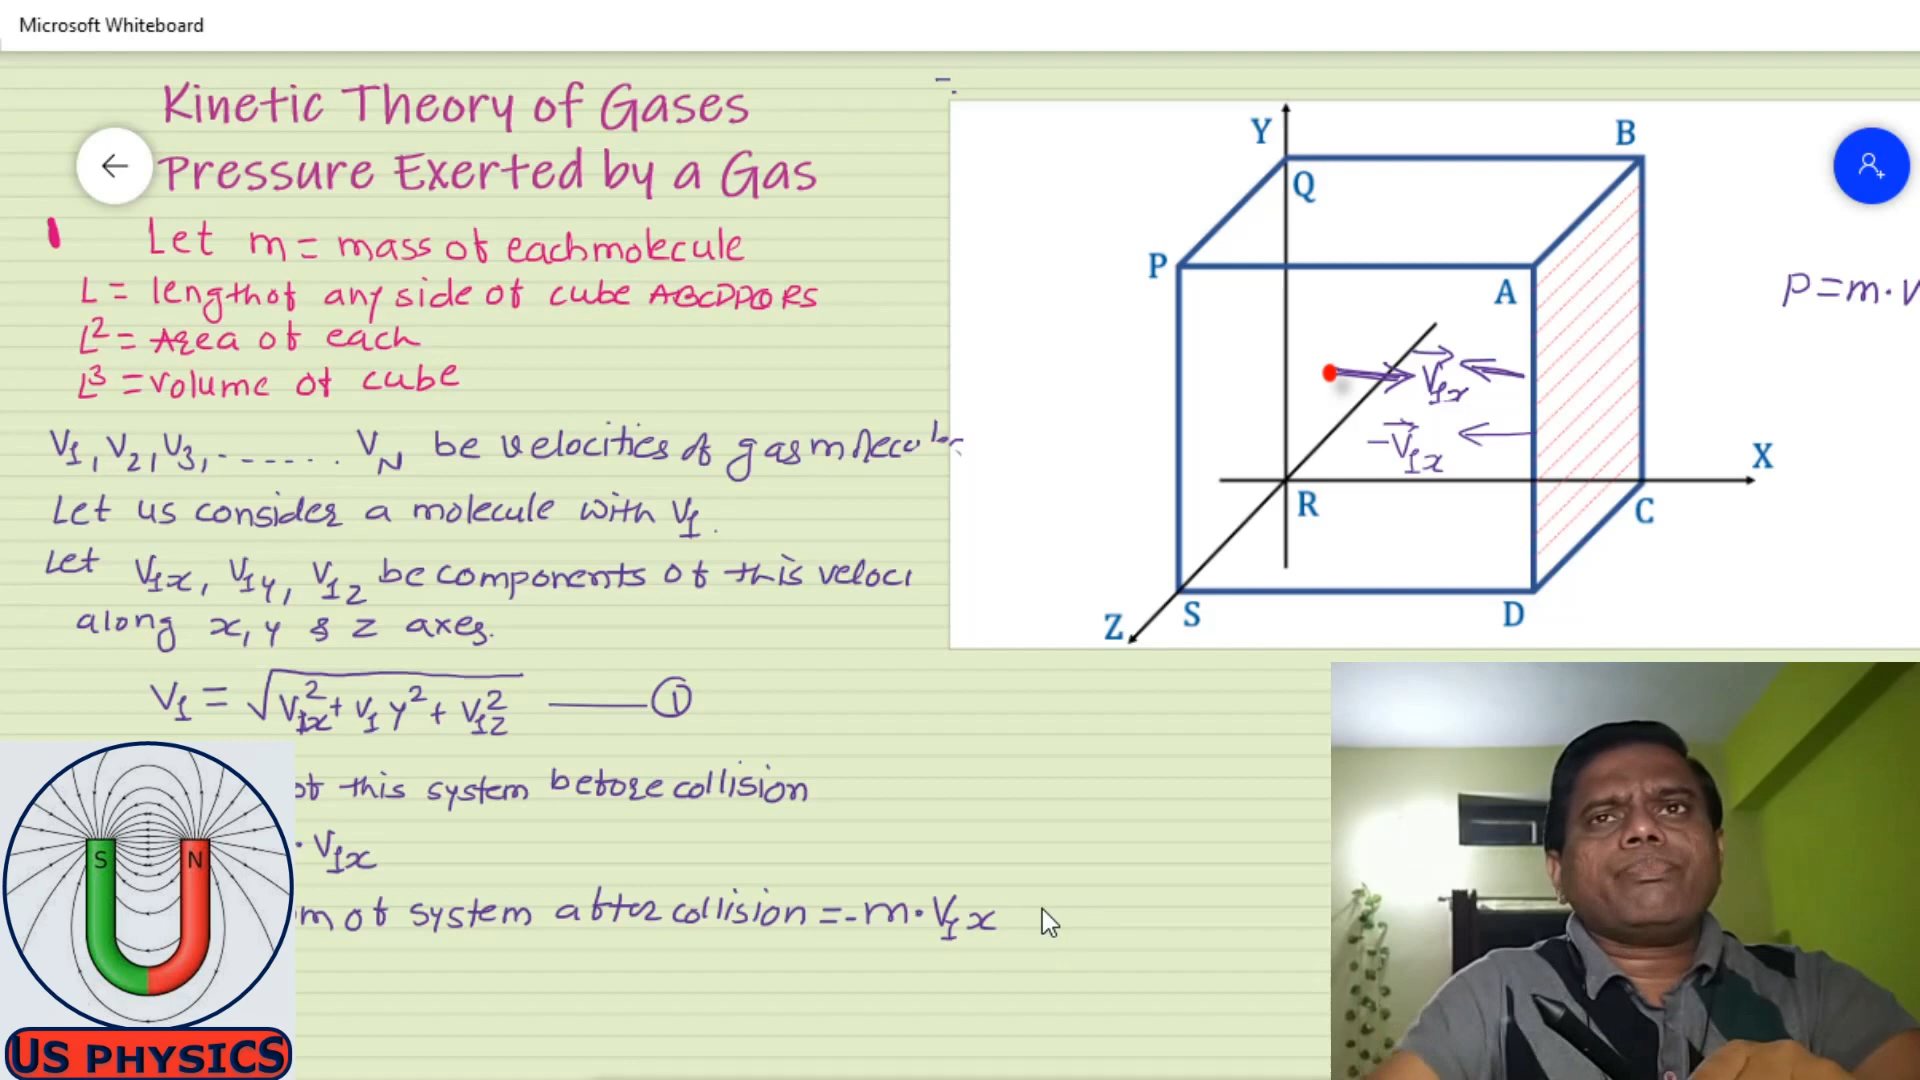 Microsoft Whiteboard
Kinetic Theory of Gases
Pressure Exerted by a Gas
Let m = mass of each molecule
L = length of any side of cube ABCDPQRS
L² = Area of each
L³ = volume of cube
V₁, V₂, V₃, ....... V_N be velocities of gas
Let us consider a molecule with V₁.
Let V₁x, V₁y, V₁z be components of this veloci
along x, y & z axes.
V₁ = √V₁x² + V₁y² + V₁z² —— ①
of this system before collision
· V₁x
m of system after collision = - m · V₁x
Y
B
Q
P
A
V₁x
-V₁x
X
R
C
Z
S
D
P = m · V
S N
US PHYSICS